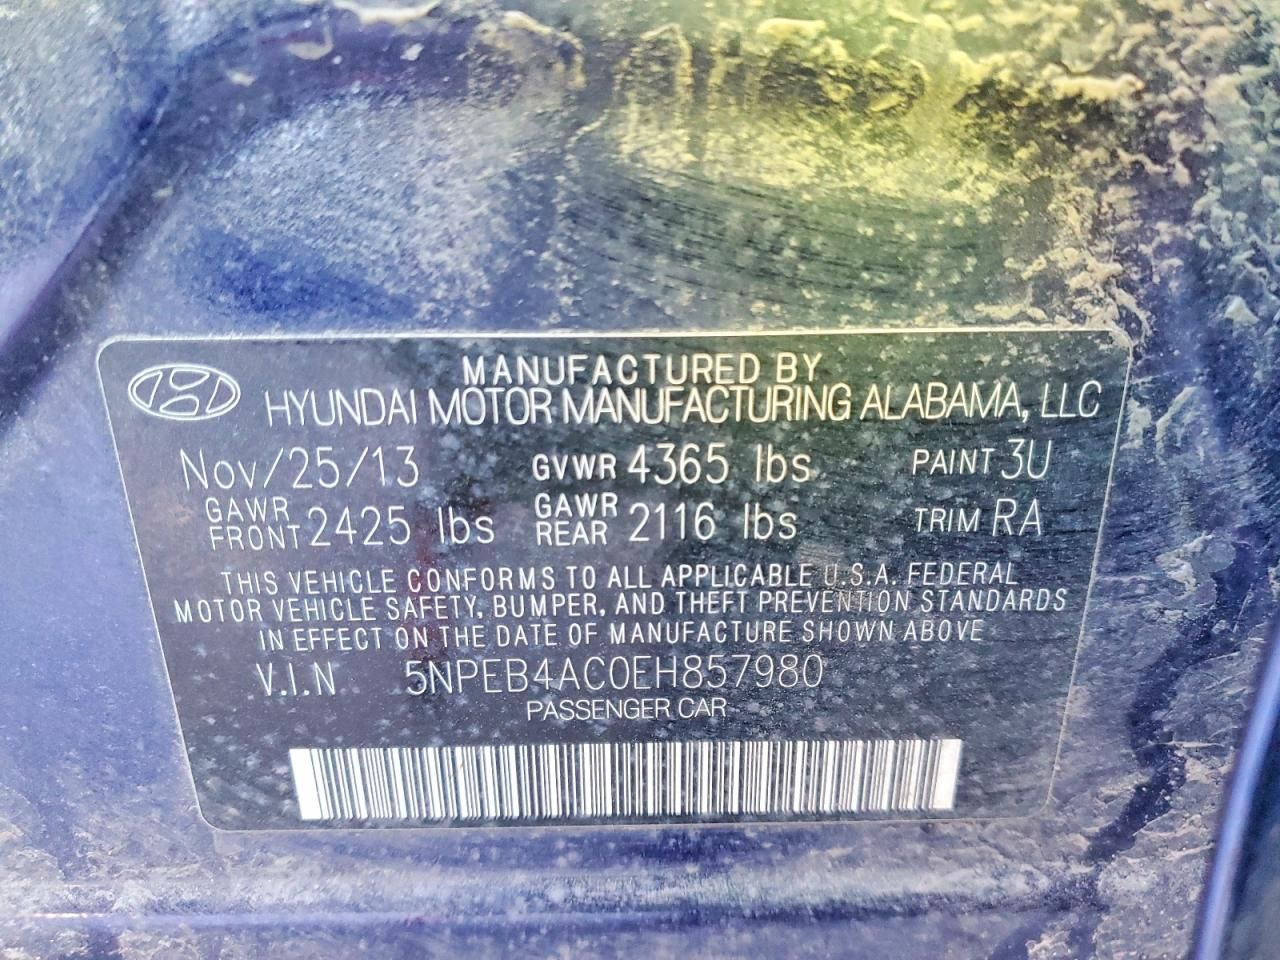 MANUFACTURED BY
HYUNDAI MOTOR MANUFACTURING ALABAMA, LLC
Nov/25/13 GVWR 4365 lbs PAINT 3U
GAWR FRONT 2425 lbs GAWR REAR 2116 lbs TRIM RA
THIS VEHICLE CONFORMS TO ALL APPLICABLE U.S.A. FEDERAL
MOTOR VEHICLE SAFETY, BUMPER, AND THEFT PREVENTION STANDARDS
IN EFFECT ON THE DATE OF MANUFACTURE SHOWN ABOVE
V.I.N 5NPEB4AC0EH857980
PASSENGER CAR